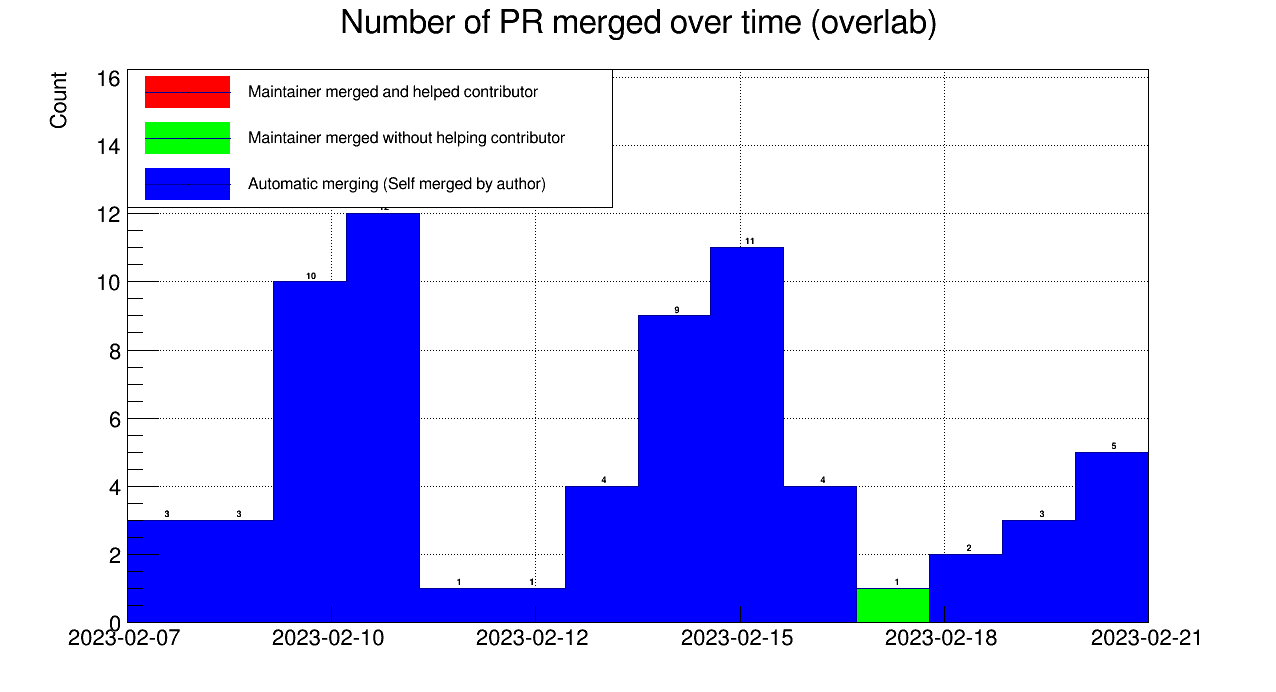 Number of PR merged over time (overlab)
Count
16
14
12
10
8
6
4
2
0
Maintainer merged and helped contributor
Maintainer merged without helping contributor
Automatic merging (Self merged by author)
3 3 10 12 1 1 4 9 11 4 1 2 3 5
2023-02-07 2023-02-10 2023-02-12 2023-02-15 2023-02-18 2023-02-21